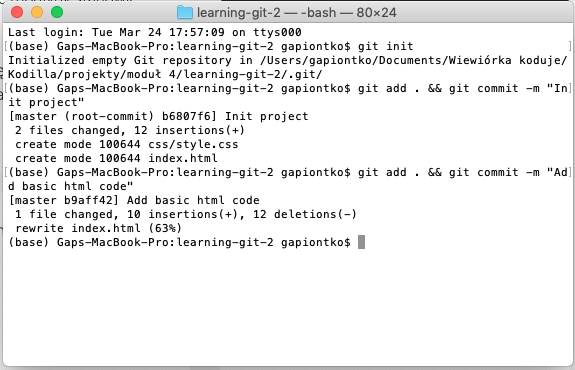 learning-git-2 — -bash — 80×24
Last login: Tue Mar 24 17:57:09 on ttys000
[(base) Gaps-MacBook-Pro:learning-git-2 gapiontko$ git init]
Initialized empty Git repository in /Users/gapiontko/Documents/Wiewiórka koduje/
Kodilla/projekty/moduł 4/learning-git-2/.git/
[(base) Gaps-MacBook-Pro:learning-git-2 gapiontko$ git add . && git commit -m "In]
it project"
[master (root-commit) b6807f6] Init project
 2 files changed, 12 insertions(+)
 create mode 100644 css/style.css
 create mode 100644 index.html
[(base) Gaps-MacBook-Pro:learning-git-2 gapiontko$ git add . && git commit -m "Ad]
d basic html code"
[master b9aff42] Add basic html code
 1 file changed, 10 insertions(+), 12 deletions(-)
 rewrite index.html (63%)
(base) Gaps-MacBook-Pro:learning-git-2 gapiontko$